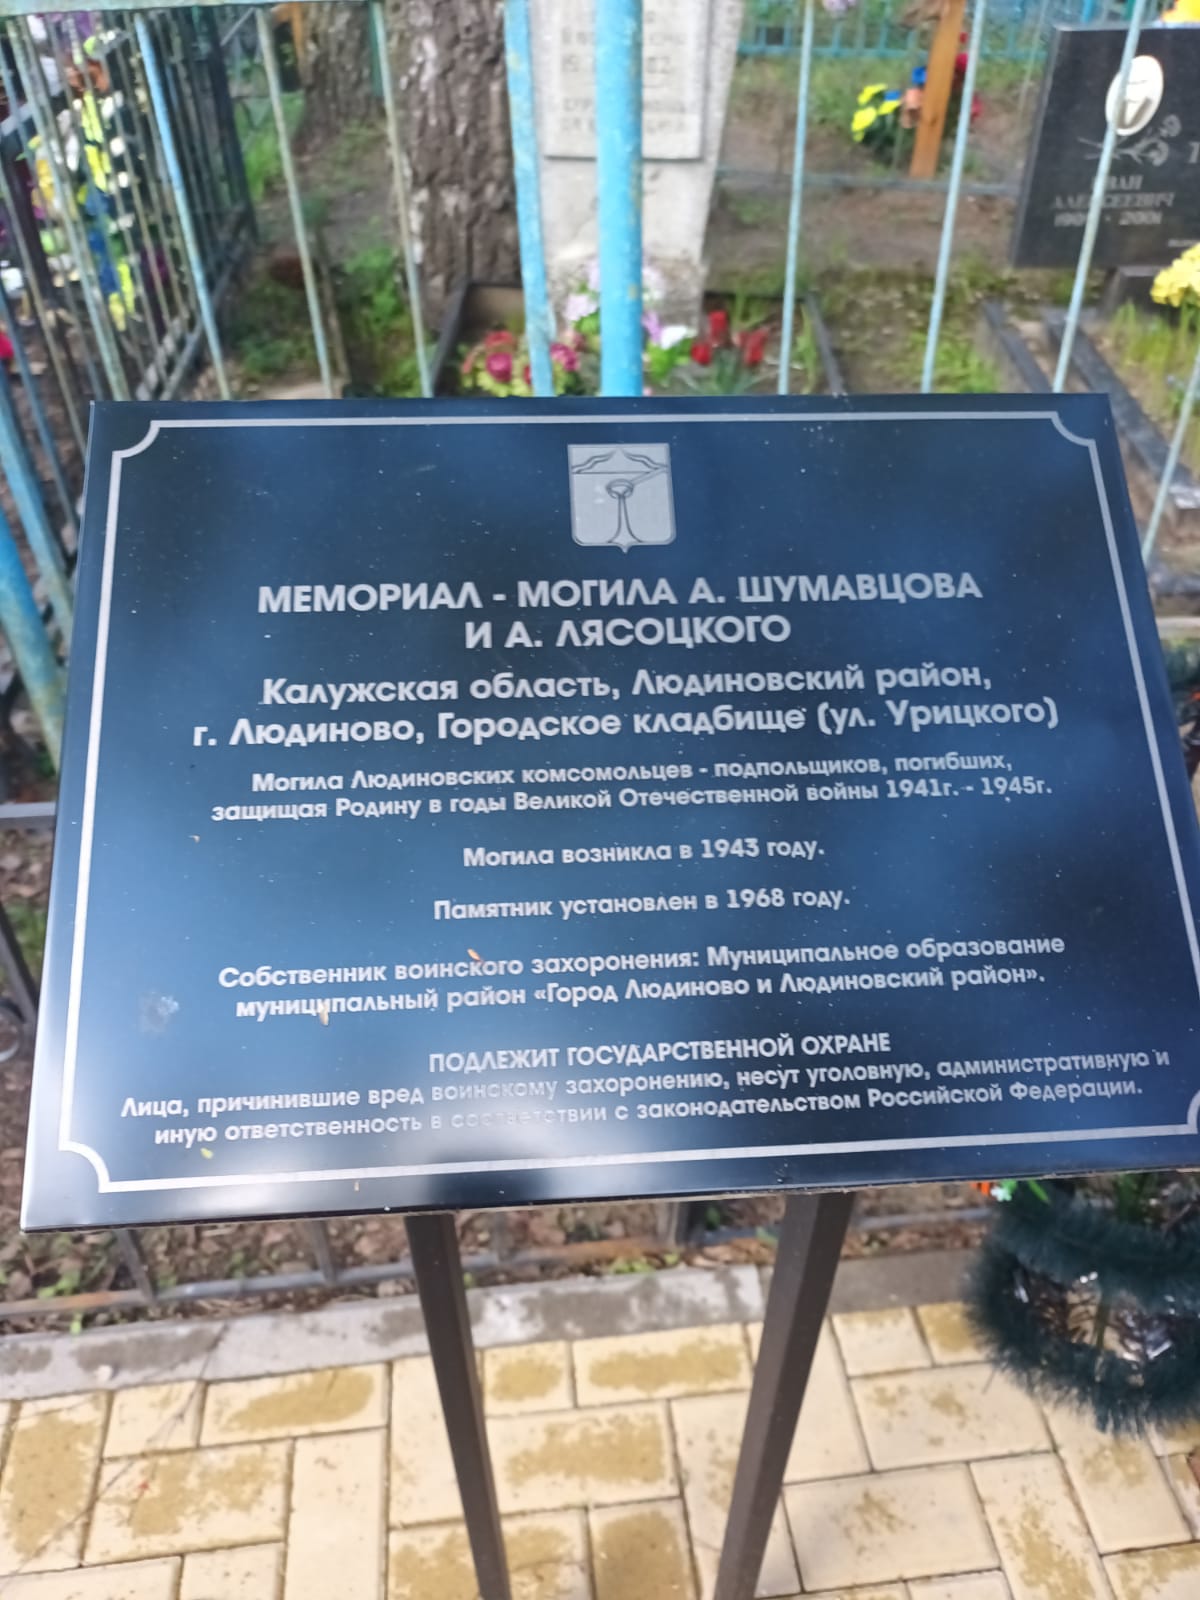 ИВАН
АЛЕКСЕЕВИЧ
МЕМОРИАЛ - МОГИЛА А. ШУМАВЦОВА
И А. ЛЯСОЦКОГО
Калужская область, Людиновский район,
г. Людиново, Городское кладбище (ул. Урицкого)
Могила Людиновских комсомольцев - подпольщиков, погибших,
защищая Родину в годы Великой Отечественной войны 1941г. - 1945г.
Могила возникла в 1943 году.
Памятник установлен в 1968 году.
Собственник воинского захоронения: Муниципальное образование
муниципальный район «Город Людиново и Людиновский район».
ПОДЛЕЖИТ ГОСУДАРСТВЕННОЙ ОХРАНЕ
Лица, причинившие вред воинскому захоронению, несут уголовную, административную и
иную ответственность в соответствии с законодательством Российской Федерации.